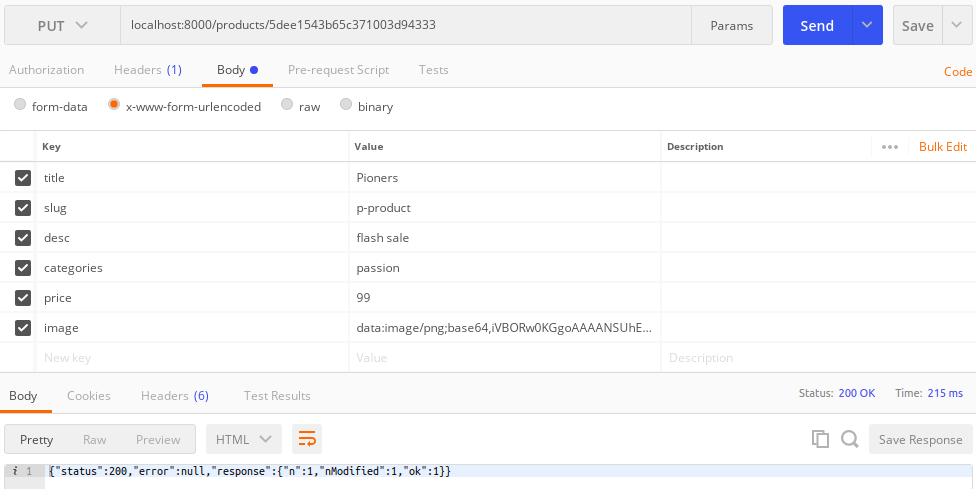 PUT localhost:8000/products/5dee1543b65c371003d94333 Params Send Save
Authorization Headers (1) Body Pre-request Script Tests Code
form-data x-www-form-urlencoded raw binary
Key Value Description Bulk Edit
title Pioners
slug p-product
desc flash sale
categories passion
price 99
image data:image/png;base64,iVBORw0KGgoAAAANSUhE...
New key Value Description
Body Cookies Headers (6) Test Results Status: 200 OK Time: 215 ms
Pretty Raw Preview HTML Save Response
i 1 {"status":200,"error":null,"response":{"n":1,"nModified":1,"ok":1}}